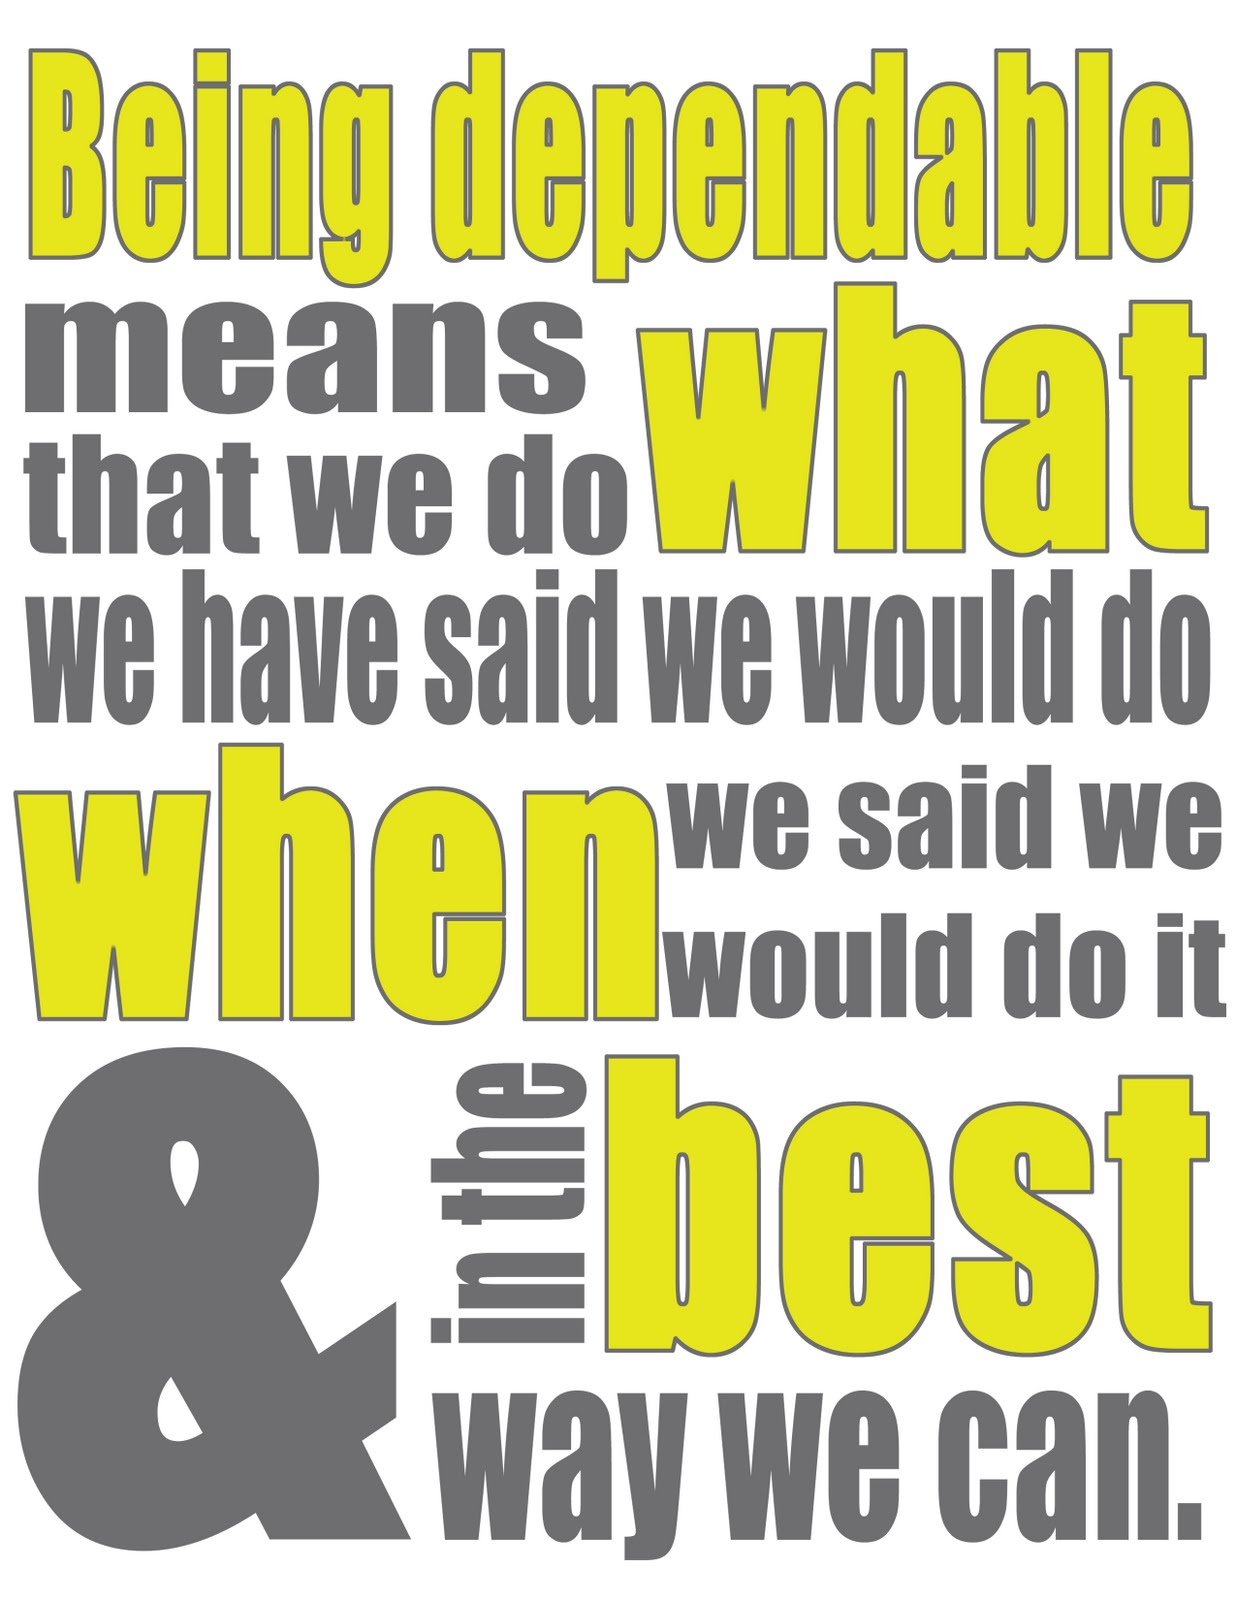 Being dependable
means what
that we do
we have said we would do
when we said we
would do it
& in the best
way we can.